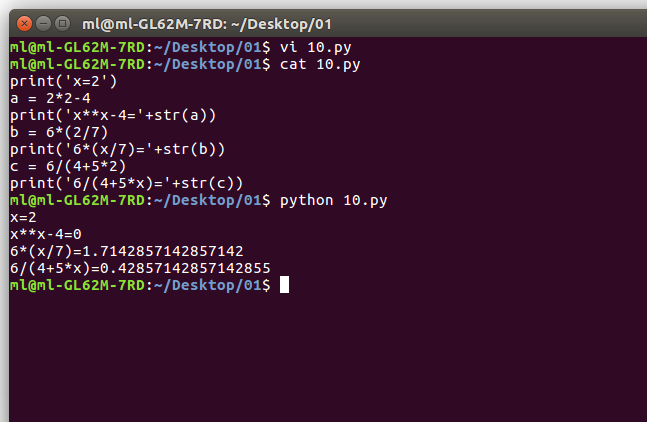 ml@ml-GL62M-7RD: ~/Desktop/01
ml@ml-GL62M-7RD:~/Desktop/01$ vi 10.py
ml@ml-GL62M-7RD:~/Desktop/01$ cat 10.py
print('x=2')
a = 2*2-4
print('x**x-4='+str(a))
b = 6*(2/7)
print('6*(x/7)='+str(b))
c = 6/(4+5*2)
print('6/(4+5*x)='+str(c))
ml@ml-GL62M-7RD:~/Desktop/01$ python 10.py
x=2
x**x-4=0
6*(x/7)=1.7142857142857142
6/(4+5*x)=0.42857142857142855
ml@ml-GL62M-7RD:~/Desktop/01$